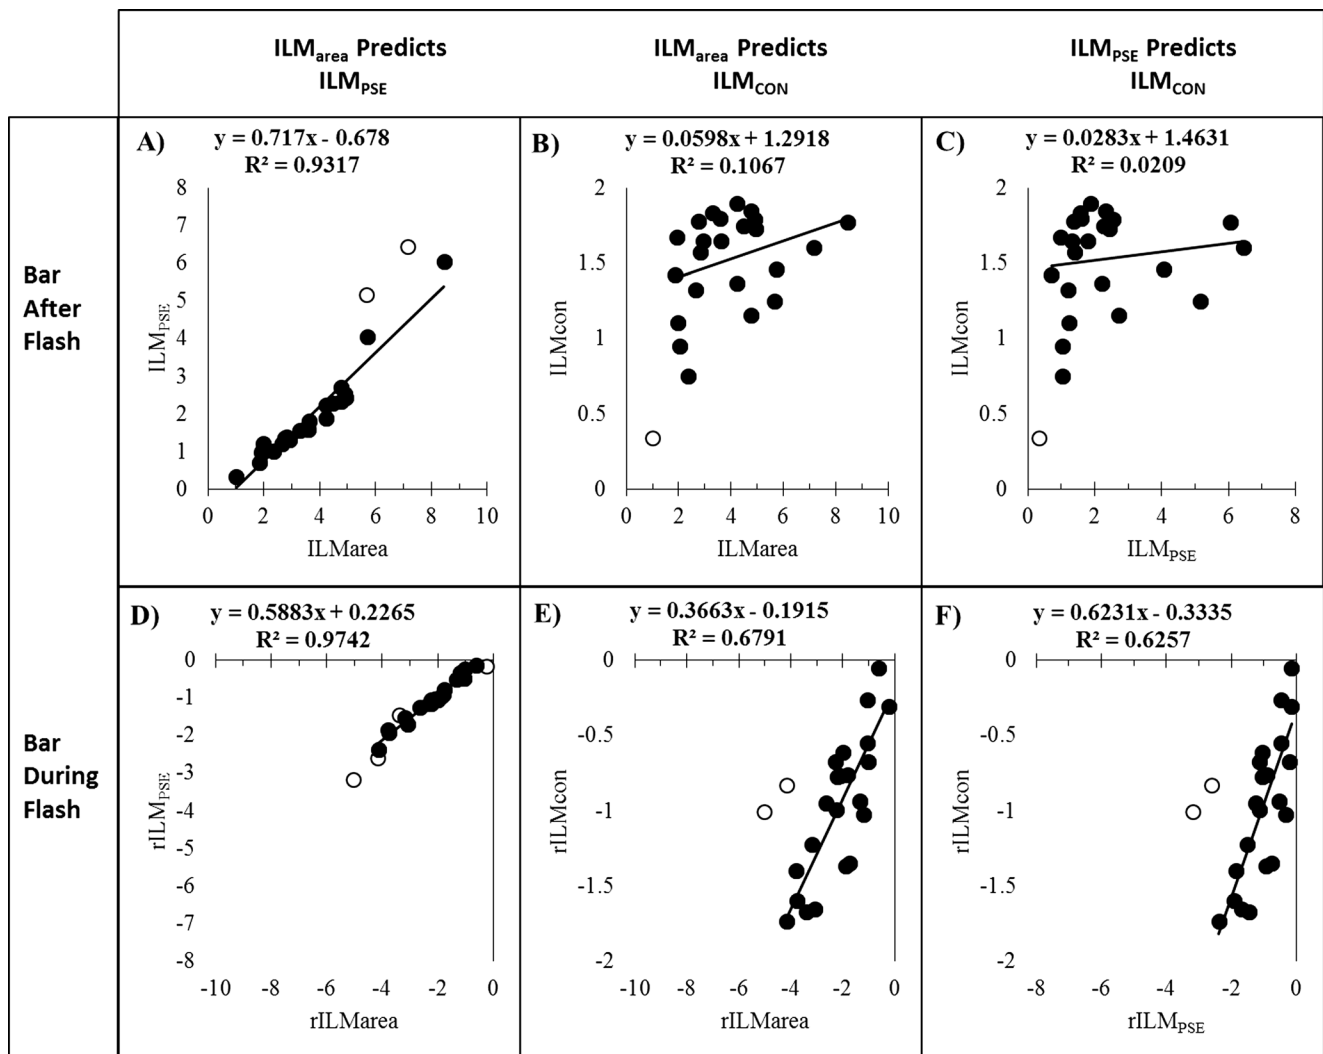 ILMarea Predicts
ILMPSE
ILMarea Predicts
ILMCON
ILMPSE Predicts
ILMCON
Bar
After
Flash
A)
y = 0.717x - 0.678
R² = 0.9317
8
7
6
5
4
3
2
1
0
0 2 4 6 8 10
ILMPSE
ILMarea
B)
y = 0.0598x + 1.2918
R² = 0.1067
2
1.5
1
0.5
0
0 2 4 6 8 10
ILMcon
ILMarea
C)
y = 0.0283x + 1.4631
R² = 0.0209
2
1.5
1
0.5
0
0 2 4 6 8
ILMcon
ILMPSE
Bar
During
Flash
D)
y = 0.5883x + 0.2265
R² = 0.9742
0
-1
-2
-3
-4
-5
-6
-7
-8
-10 -8 -6 -4 -2 0
rILMPSE
rILMarea
E)
y = 0.3663x - 0.1915
R² = 0.6791
0
-0.5
-1
-1.5
-2
-10 -8 -6 -4 -2 0
rILMcon
rILMarea
F)
y = 0.6231x - 0.3335
R² = 0.6257
0
-0.5
-1
-1.5
-2
-8 -6 -4 -2 0
rILMcon
rILMPSE